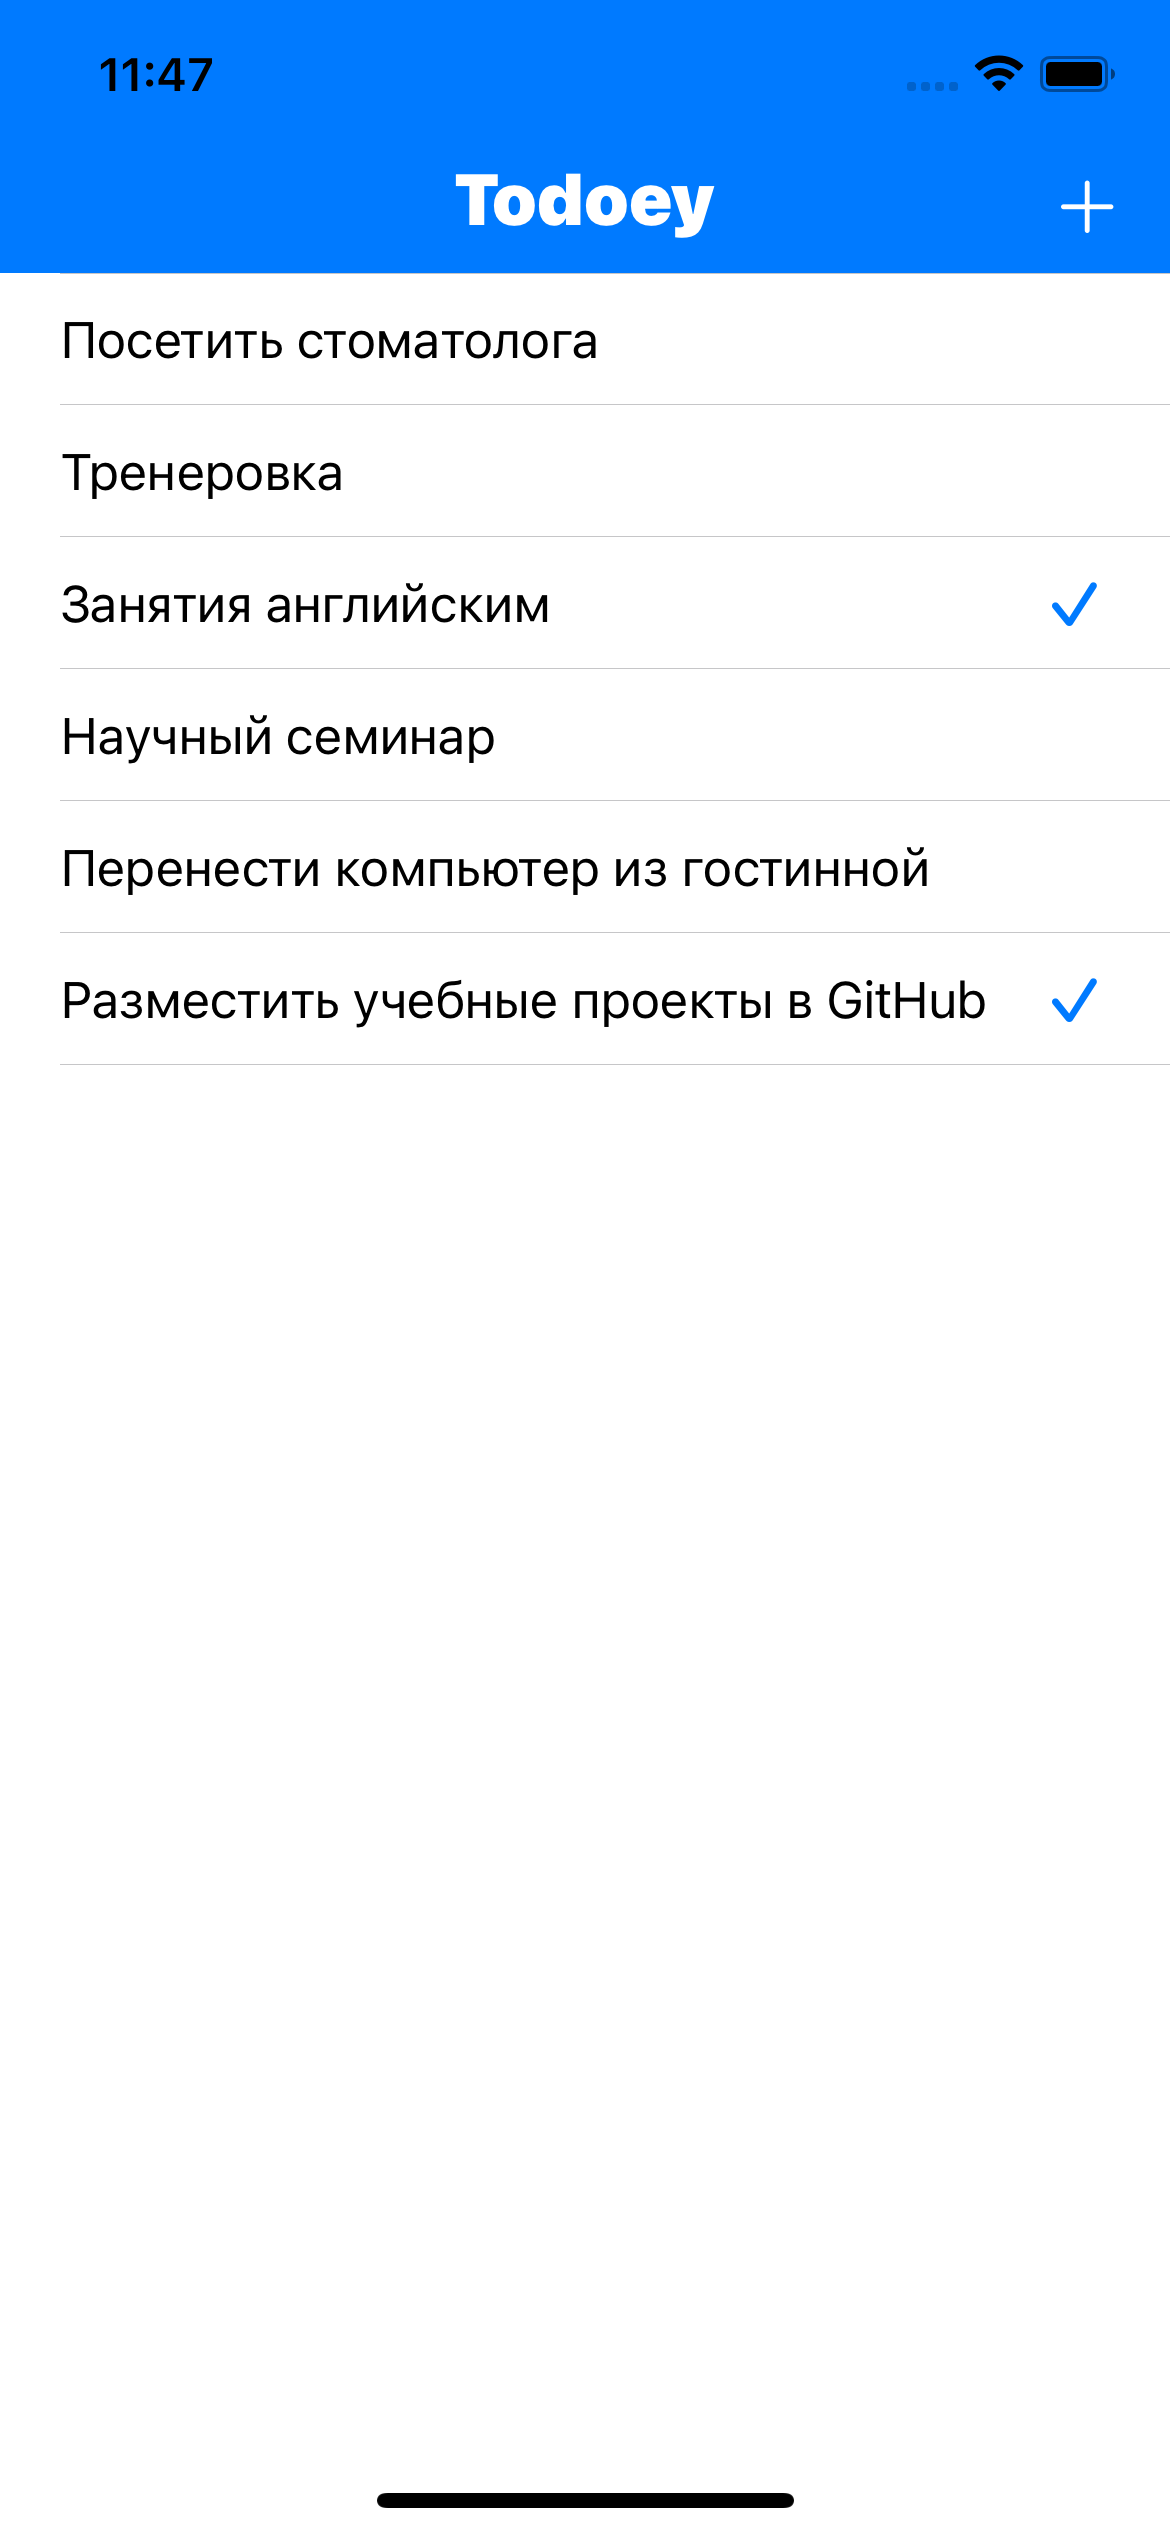 11:47
Todoey
Посетить стоматолога
Тренеровка
Занятия английским
Научный семинар
Перенести компьютер из гостинной
Разместить учебные проекты в GitHub